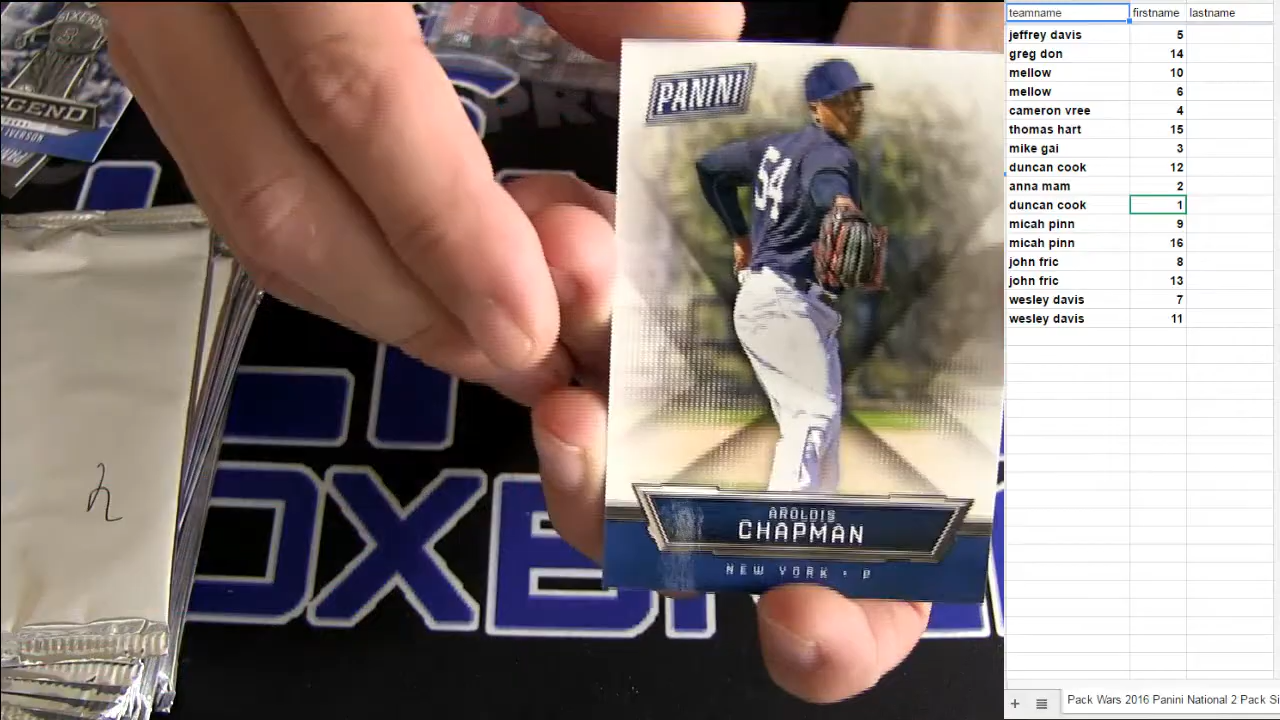 SIXERS
LEGEND
IVERSON
PANINI
54
AROLDIS
CHAPMAN
NEW YORK · P
2
OXBR
teamname firstname lastname
jeffrey davis 5
greg don 14
mellow 10
mellow 6
cameron vree 4
thomas hart 15
mike gai 3
duncan cook 12
anna mam 2
duncan cook 1
micah pinn 9
micah pinn 16
john fric 8
john fric 13
wesley davis 7
wesley davis 11
Pack Wars 2016 Panini National 2 Pack Si